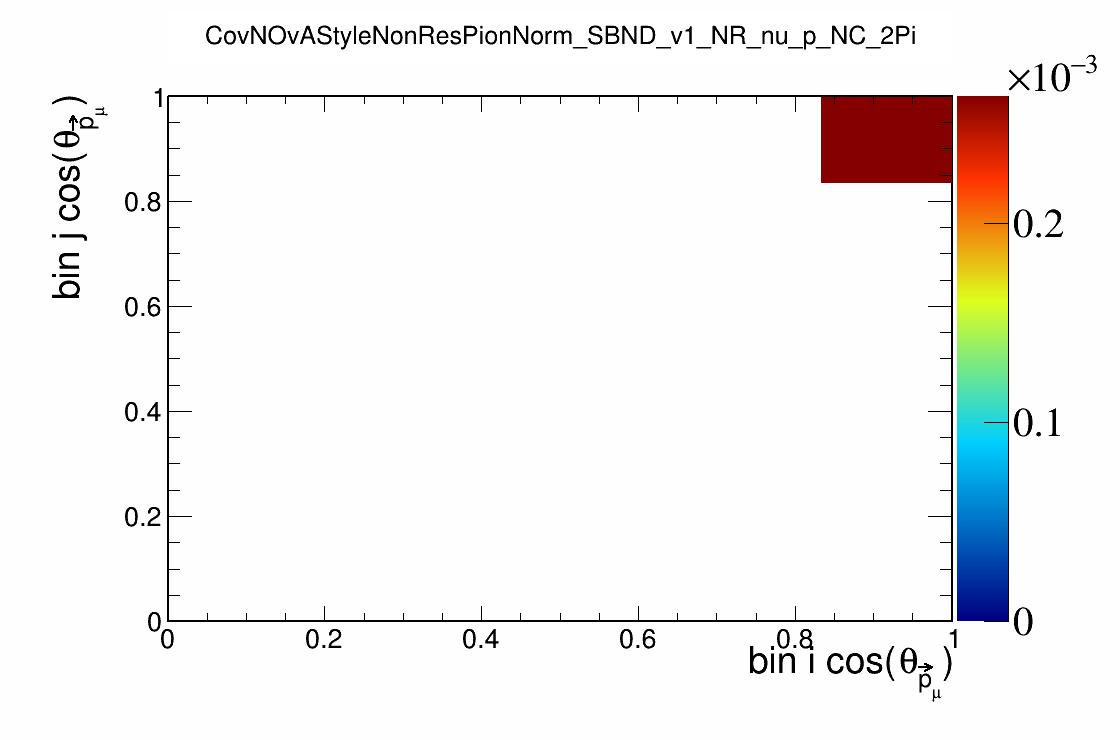 CovNOvAStyleNonResPionNorm_SBND_v1_NR_nu_p_NC_2Pi
×10⁻³
bin j cos(θ_p⃗_μ)
1
0.8
0.6
0.4
0.2
0
0 0.2 0.4 0.6 0.8 1
bin i cos(θ_p⃗_μ)
0.2
0.1
0